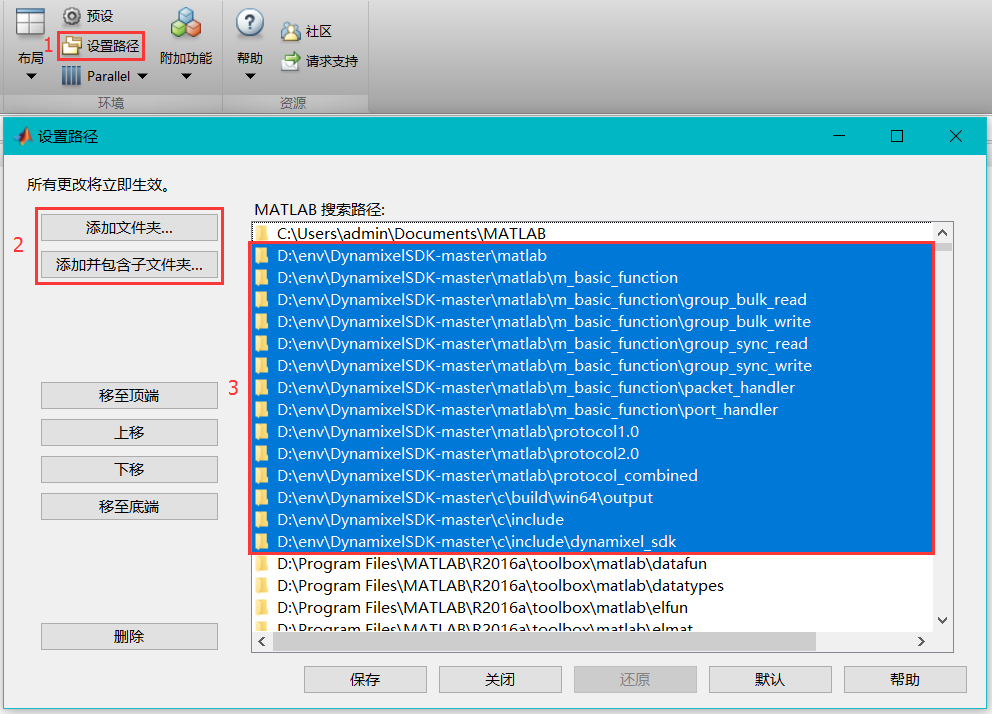 预设
1
设置路径
布局
附加功能
帮助
社区
请求支持
Parallel
环境
资源
设置路径
所有更改将立即生效。
2
添加文件夹...
添加并包含子文件夹...
MATLAB 搜索路径:
C:\Users\admin\Documents\MATLAB
D:\env\DynamixelSDK-master\matlab
D:\env\DynamixelSDK-master\matlab\m_basic_function
D:\env\DynamixelSDK-master\matlab\m_basic_function\group_bulk_read
D:\env\DynamixelSDK-master\matlab\m_basic_function\group_bulk_write
D:\env\DynamixelSDK-master\matlab\m_basic_function\group_sync_read
D:\env\DynamixelSDK-master\matlab\m_basic_function\group_sync_write
D:\env\DynamixelSDK-master\matlab\m_basic_function\packet_handler
D:\env\DynamixelSDK-master\matlab\m_basic_function\port_handler
D:\env\DynamixelSDK-master\matlab\protocol1.0
D:\env\DynamixelSDK-master\matlab\protocol2.0
D:\env\DynamixelSDK-master\matlab\protocol_combined
D:\env\DynamixelSDK-master\c\build\win64\output
D:\env\DynamixelSDK-master\c\include
D:\env\DynamixelSDK-master\c\include\dynamixel_sdk
D:\Program Files\MATLAB\R2016a\toolbox\matlab\datafun
D:\Program Files\MATLAB\R2016a\toolbox\matlab\datatypes
D:\Program Files\MATLAB\R2016a\toolbox\matlab\elfun
D:\Program Files\MATLAB\R2016a\toolbox\matlab\elmat
3
移至顶端
上移
下移
移至底端
删除
保存
关闭
还原
默认
帮助